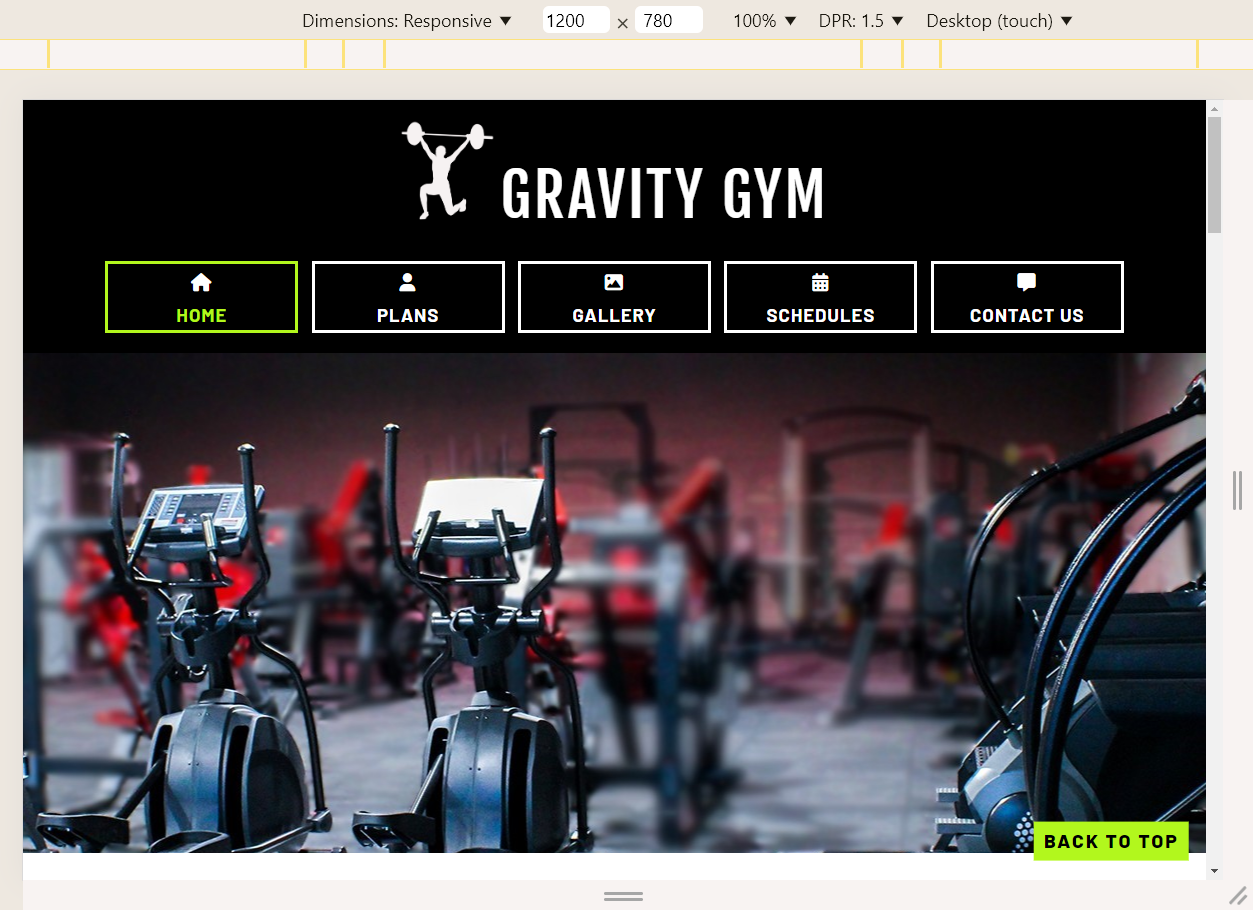 Dimensions: Responsive ▼ 1200 × 780 100% ▼ DPR: 1.5 ▼ Desktop (touch) ▼
GRAVITY GYM
HOME PLANS GALLERY SCHEDULES CONTACT US
BACK TO TOP